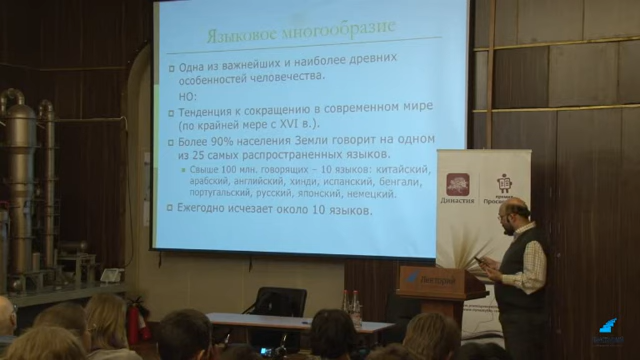 Языковое многообразие
Одна из важнейших и наиболее древних
особенностей человечества.
НО:
Тенденция к сокращению в современном мире
(по крайней мере с XVI в.).
Более 90% населения Земли говорит на одном
из 25 самых распространенных языков.
Свыше 100 млн. говорящих – 10 языков: китайский,
арабский, английский, хинди, испанский, бенгали,
португальский, русский, японский, немецкий.
Ежегодно исчезает около 10 языков.
Династия